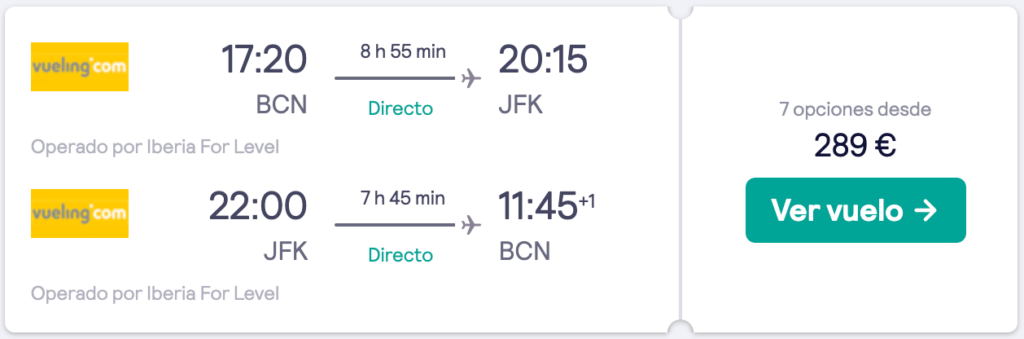 vueling.com
17:20
8 h 55 min
20:15
BCN
Directo
JFK
Operado por Iberia For Level
vueling.com
22:00
7 h 45 min
11:45+1
JFK
Directo
BCN
Operado por Iberia For Level
7 opciones desde
289 €
Ver vuelo →